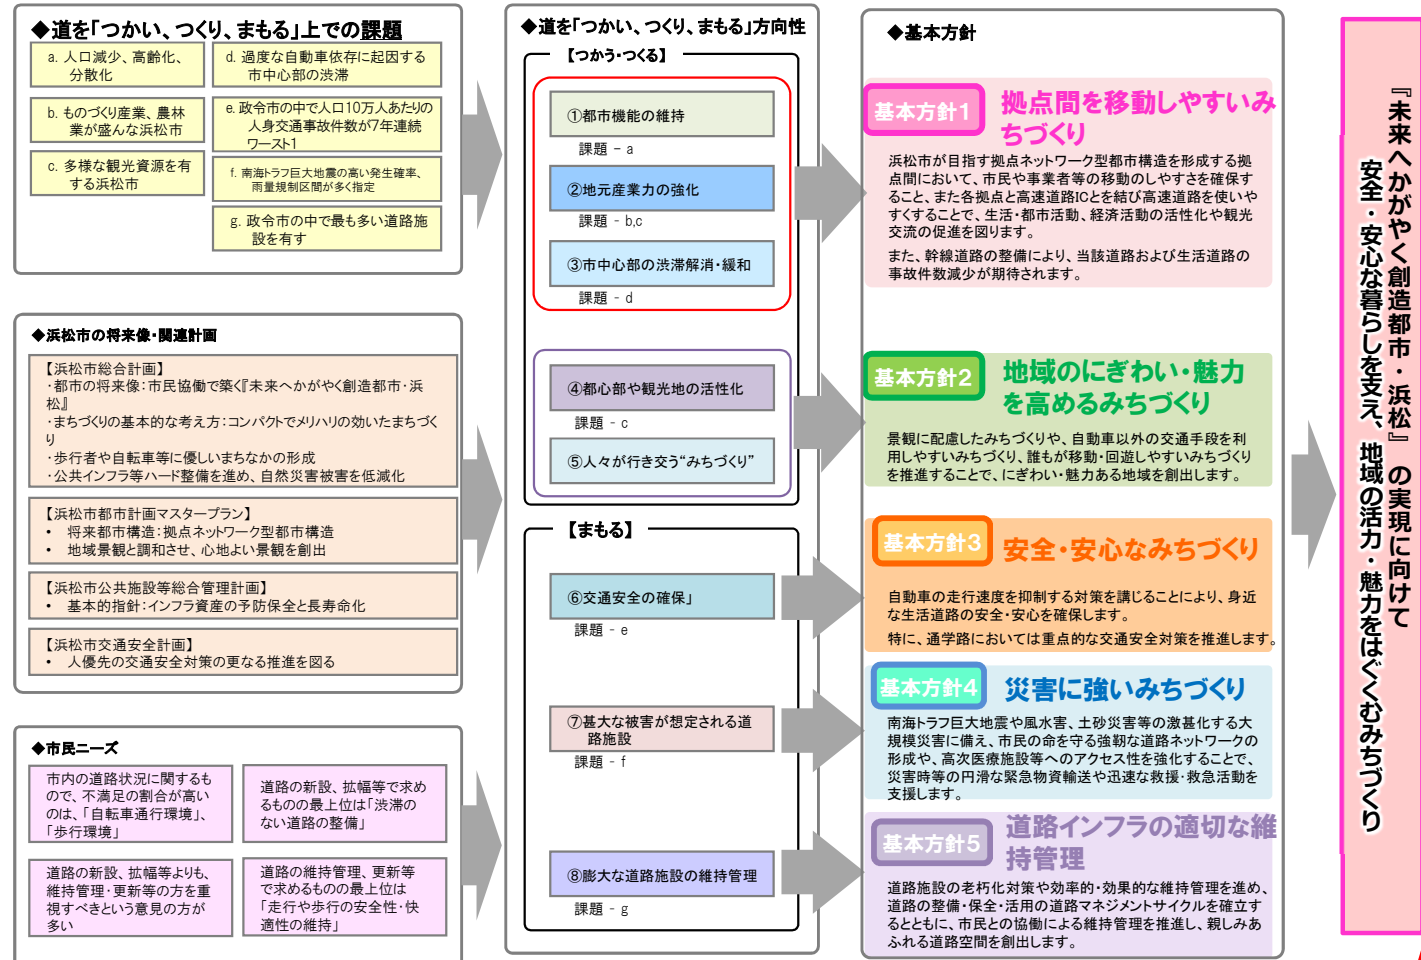 ◆道を「つかい、つくり、まもる」上での課題
a. 人口減少、高齢化、
分散化
b. ものづくり産業、農林
業が盛んな浜松市
c. 多様な観光資源を有
する浜松市
d. 過度な自動車依存に起因する
市中心部の渋滞
e. 政令市の中で人口10万人あたりの
人身交通事故件数が7年連続
ワースト1
f. 南海トラフ巨大地震の高い発生確率、
雨量規制区間が多く指定
g. 政令市の中で最も多い道路施
設を有す
◆浜松市の将来像・関連計画
【浜松市総合計画】
・都市の将来像：市民協働で築く『未来へかがやく創造都市・浜
松』
・まちづくりの基本的な考え方：コンパクトでメリハリの効いたまちづく
り
・歩行者や自転車等に優しいまちなかの形成
・公共インフラ等ハード整備を進め、自然災害被害を低減化
【浜松市都市計画マスタープラン】
• 将来都市構造：拠点ネットワーク型都市構造
• 地域景観と調和させ、心地よい景観を創出
【浜松市公共施設等総合管理計画】
• 基本的指針：インフラ資産の予防保全と長寿命化
【浜松市交通安全計画】
• 人優先の交通安全対策の更なる推進を図る
◆市民ニーズ
市内の道路状況に関するも
ので、不満足の割合が高い
のは、「自転車通行環境」、
「歩行環境」
道路の新設、拡幅等で求め
るものの最上位は「渋滞の
ない道路の整備」
道路の新設、拡幅等よりも、
維持管理・更新等の方を重
視すべきという意見の方が
多い
道路の維持管理、更新等
で求めるものの最上位は
「走行や歩行の安全性・快
適性の維持」
◆道を「つかい、つくり、まもる」方向性
【つかう・つくる】
①都市機能の維持
課題 － a
②地元産業力の強化
課題 – b,c
③市中心部の渋滞解消・緩和
課題 – d
④都心部や観光地の活性化
課題 – c
⑤人々が行き交う“みちづくり”
【まもる】
⑥交通安全の確保」
課題 – e
⑦甚大な被害が想定される道
路施設
課題 – f
⑧膨大な道路施設の維持管理
課題 – g
◆基本方針
基本方針1
拠点間を移動しやすいみ
ちづくり
浜松市が目指す拠点ネットワーク型都市構造を形成する拠
点間において、市民や事業者等の移動のしやすさを確保す
ること、また各拠点と高速道路ICとを結び高速道路を使いや
すくすることで、生活・都市活動、経済活動の活性化や観光
交流の促進を図ります。
また、幹線道路の整備により、当該道路および生活道路の
事故件数減少が期待されます。
基本方針2
地域のにぎわい・魅力
を高めるみちづくり
景観に配慮したみちづくりや、自動車以外の交通手段を利
用しやすいみちづくり、誰もが移動・回遊しやすいみちづくり
を推進することで、にぎわい・魅力ある地域を創出します。
基本方針3
安全・安心なみちづくり
自動車の走行速度を抑制する対策を講じることにより、身近
な生活道路の安全・安心を確保します。
特に、通学路においては重点的な交通安全対策を推進します。
基本方針4
災害に強いみちづくり
南海トラフ巨大地震や風水害、土砂災害等の激甚化する大
規模災害に備え、市民の命を守る強靭な道路ネットワークの
形成や、高次医療施設等へのアクセス性を強化することで、
災害時等の円滑な緊急物資輸送や迅速な救援・救急活動を
支援します。
基本方針5
道路インフラの適切な維
持管理
道路施設の老朽化対策や効率的・効果的な維持管理を進め、
道路の整備・保全・活用の道路マネジメントサイクルを確立す
るとともに、市民との協働による維持管理を推進し、親しみあ
ふれる道路空間を創出します。
『未来へかがやく創造都市・浜松』の実現に向けて
安全・安心な暮らしを支え、地域の活力・魅力をはぐくむみちづくり